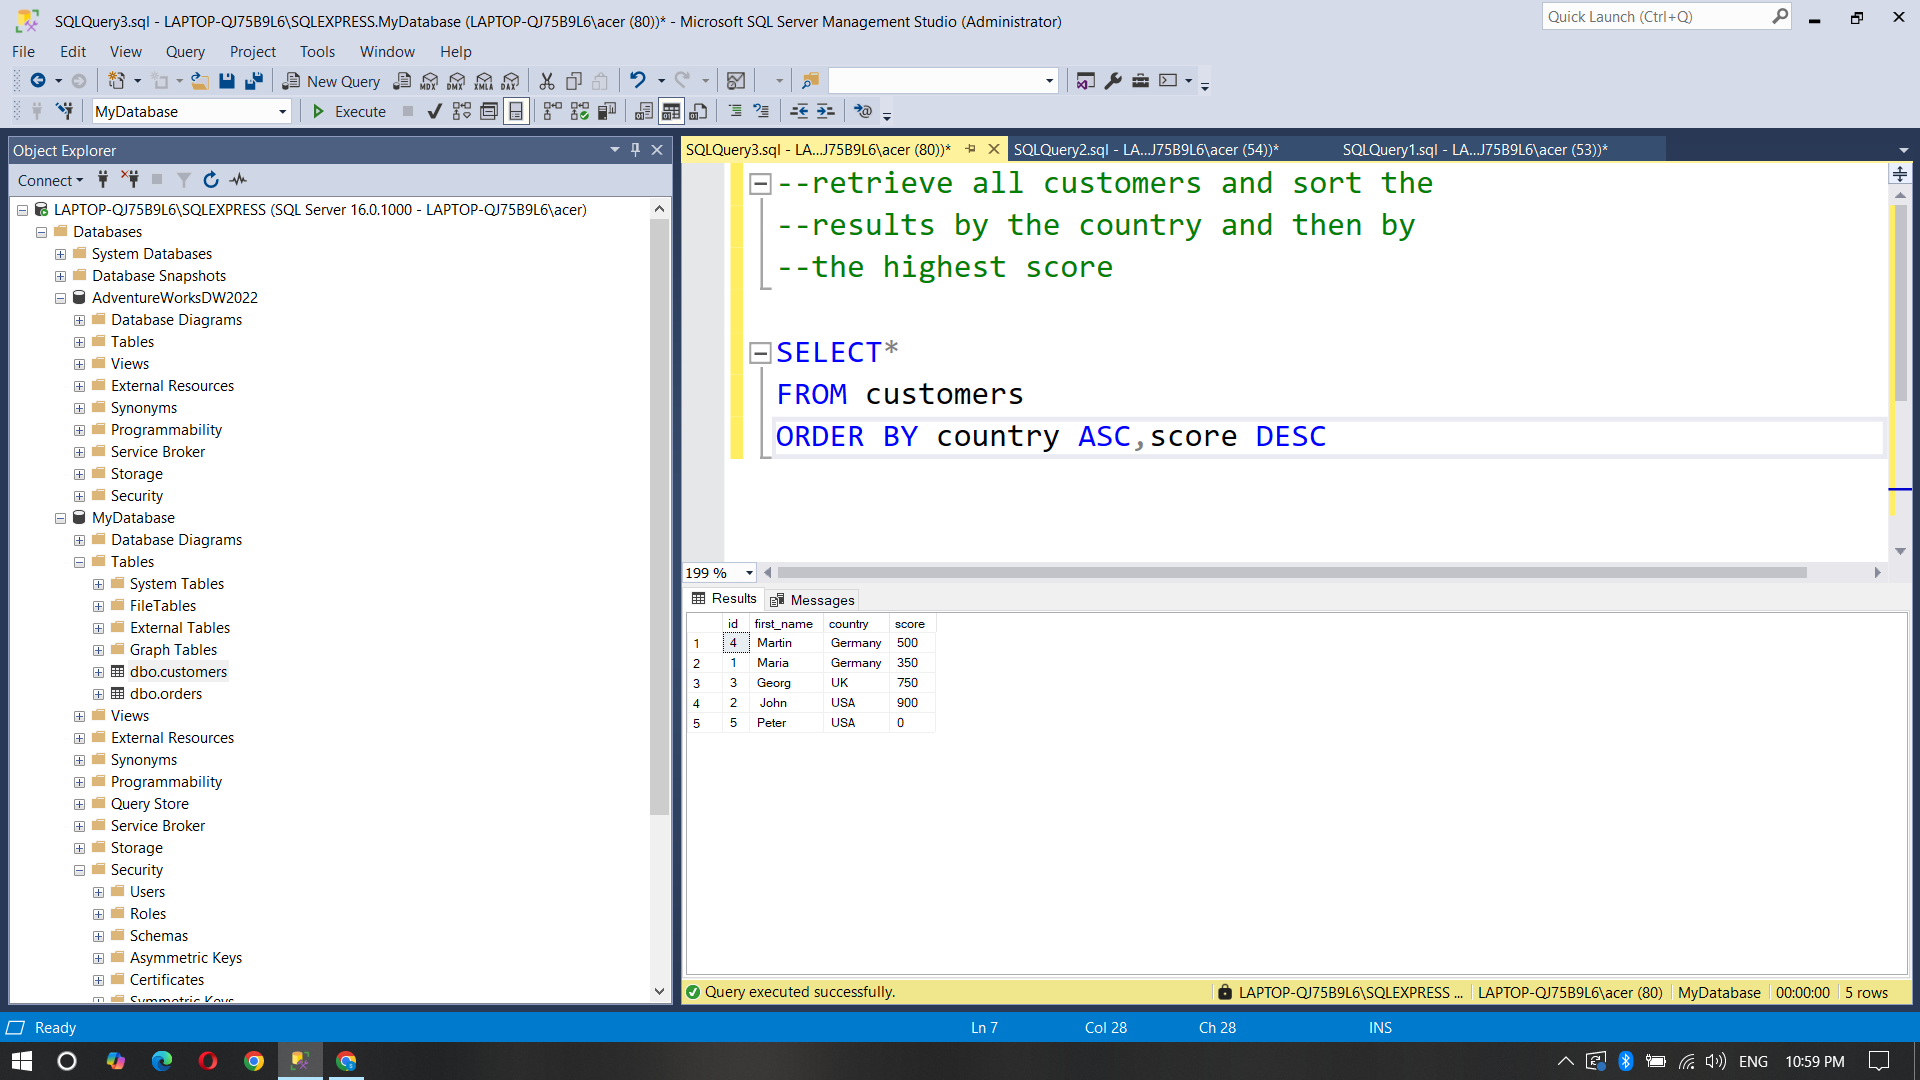 SQLQuery3.sql - LAPTOP-QJ75B9L6\SQLEXPRESS.MyDatabase (LAPTOP-QJ75B9L6\acer (80))* - Microsoft SQL Server Management Studio (Administrator)
Quick Launch (Ctrl+Q)
File Edit View Query Project Tools Window Help
New Query
MDX DMX XMLA DAX
MyDatabase
Execute
Object Explorer
Connect
LAPTOP-QJ75B9L6\SQLEXPRESS (SQL Server 16.0.1000 - LAPTOP-QJ75B9L6\acer)
Databases
System Databases
Database Snapshots
AdventureWorksDW2022
Database Diagrams
Tables
Views
External Resources
Synonyms
Programmability
Service Broker
Storage
Security
MyDatabase
Database Diagrams
Tables
System Tables
FileTables
External Tables
Graph Tables
dbo.customers
dbo.orders
Views
External Resources
Synonyms
Programmability
Query Store
Service Broker
Storage
Security
Users
Roles
Schemas
Asymmetric Keys
Certificates
Symmetric Keys
SQLQuery3.sql - LA...J75B9L6\acer (80))* SQLQuery2.sql - LA...J75B9L6\acer (54))* SQLQuery1.sql - LA...J75B9L6\acer (53))*
--retrieve all customers and sort the
--results by the country and then by
--the highest score
SELECT*
FROM customers
ORDER BY country ASC,score DESC
199 %
Results Messages
id first_name country score
1 4 Martin Germany 500
2 1 Maria Germany 350
3 3 Georg UK 750
4 2 John USA 900
5 5 Peter USA 0
Query executed successfully. LAPTOP-QJ75B9L6\SQLEXPRESS ... LAPTOP-QJ75B9L6\acer (80) MyDatabase 00:00:00 5 rows
Ready Ln 7 Col 28 Ch 28 INS
ENG 10:59 PM